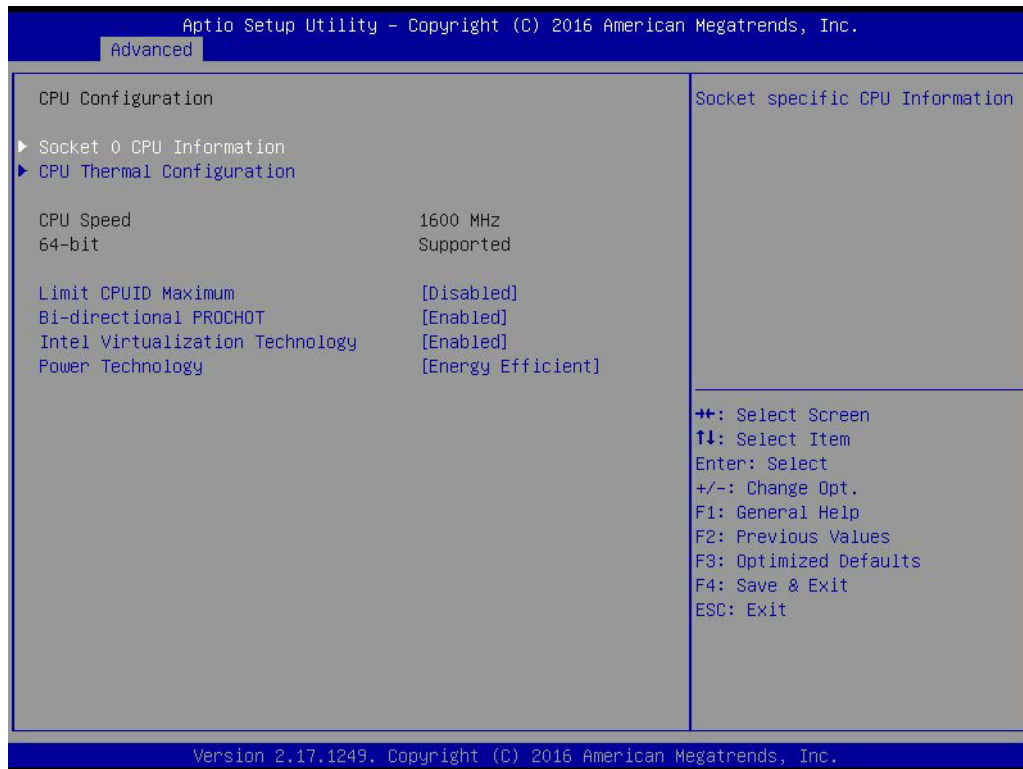 Aptio Setup Utility – Copyright (C) 2016 American Megatrends, Inc.
Advanced
CPU Configuration
Socket 0 CPU Information
CPU Thermal Configuration
CPU Speed 1600 MHz
64-bit Supported
Limit CPUID Maximum [Disabled]
Bi-directional PROCHOT [Enabled]
Intel Virtualization Technology [Enabled]
Power Technology [Energy Efficient]
Socket specific CPU Information
→←: Select Screen
↑↓: Select Item
Enter: Select
+/-: Change Opt.
F1: General Help
F2: Previous Values
F3: Optimized Defaults
F4: Save & Exit
ESC: Exit
Version 2.17.1249. Copyright (C) 2016 American Megatrends, Inc.